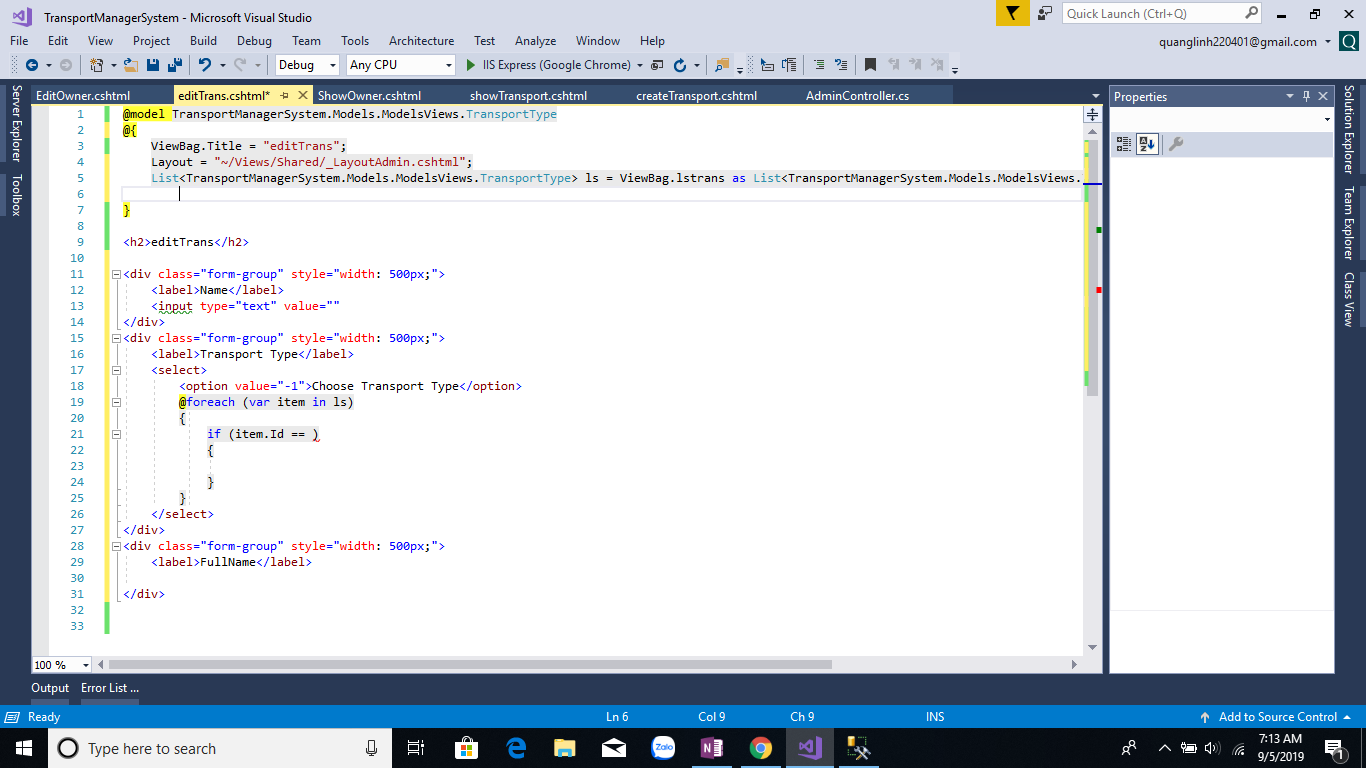 TransportManagerSystem - Microsoft Visual Studio
Quick Launch (Ctrl+Q)
File Edit View Project Build Debug Team Tools Architecture Test Analyze Window Help
quanglinh220401@gmail.com
Q
Debug Any CPU IIS Express (Google Chrome)
EditOwner.cshtml editTrans.cshtml* ShowOwner.cshtml showTransport.cshtml createTransport.cshtml AdminController.cs
Properties
Server Explorer
Toolbox
Solution Explorer
Team Explorer
Class View
1 @model TransportManagerSystem.Models.ModelsViews.TransportType
2 @{
3 ViewBag.Title = "editTrans";
4 Layout = "~/Views/Shared/_LayoutAdmin.cshtml";
5 List<TransportManagerSystem.Models.ModelsViews.TransportType> ls = ViewBag.lstrans as List<TransportManagerSystem.Models.ModelsViews.
6
7 }
8
9 <h2>editTrans</h2>
10
11 <div class="form-group" style="width: 500px;">
12 <label>Name</label>
13 <input type="text" value=""
14 </div>
15 <div class="form-group" style="width: 500px;">
16 <label>Transport Type</label>
17 <select>
18 <option value="-1">Choose Transport Type</option>
19 @foreach (var item in ls)
20 {
21 if (item.Id == )
22 {
23
24 }
25 }
26 </select>
27 </div>
28 <div class="form-group" style="width: 500px;">
29 <label>FullName</label>
30
31 </div>
32
33
100 %
Output Error List ...
Ready Ln 6 Col 9 Ch 9 INS Add to Source Control
Type here to search
Zalo
N
7:13 AM
9/5/2019
1